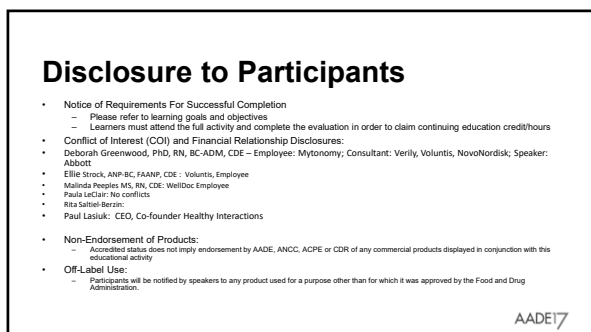 Disclosure to Participants
• Notice of Requirements For Successful Completion
– Please refer to learning goals and objectives
– Learners must attend the full activity and complete the evaluation in order to claim continuing education credit/hours
• Conflict of Interest (COI) and Financial Relationship Disclosures:
• Deborah Greenwood, PhD, RN, BC-ADM, CDE – Employee: Mytonomy; Consultant: Verily, Voluntis, NovoNordisk; Speaker:
Abbott
• Ellie Strock, ANP-BC, FAANP, CDE : Voluntis, Employee
• Malinda Peeples MS, RN, CDE: WellDoc Employee
• Paula LeClair: No conflicts
• Rita Saltiel-Berzin:
• Paul Lasiuk: CEO, Co-founder Healthy Interactions
• Non-Endorsement of Products:
– Accredited status does not imply endorsement by AADE, ANCC, ACPE or CDR of any commercial products displayed in conjunction with this
educational activity
• Off-Label Use:
– Participants will be notified by speakers to any product used for a purpose other than for which it was approved by the Food and Drug
Administration.
AADE17